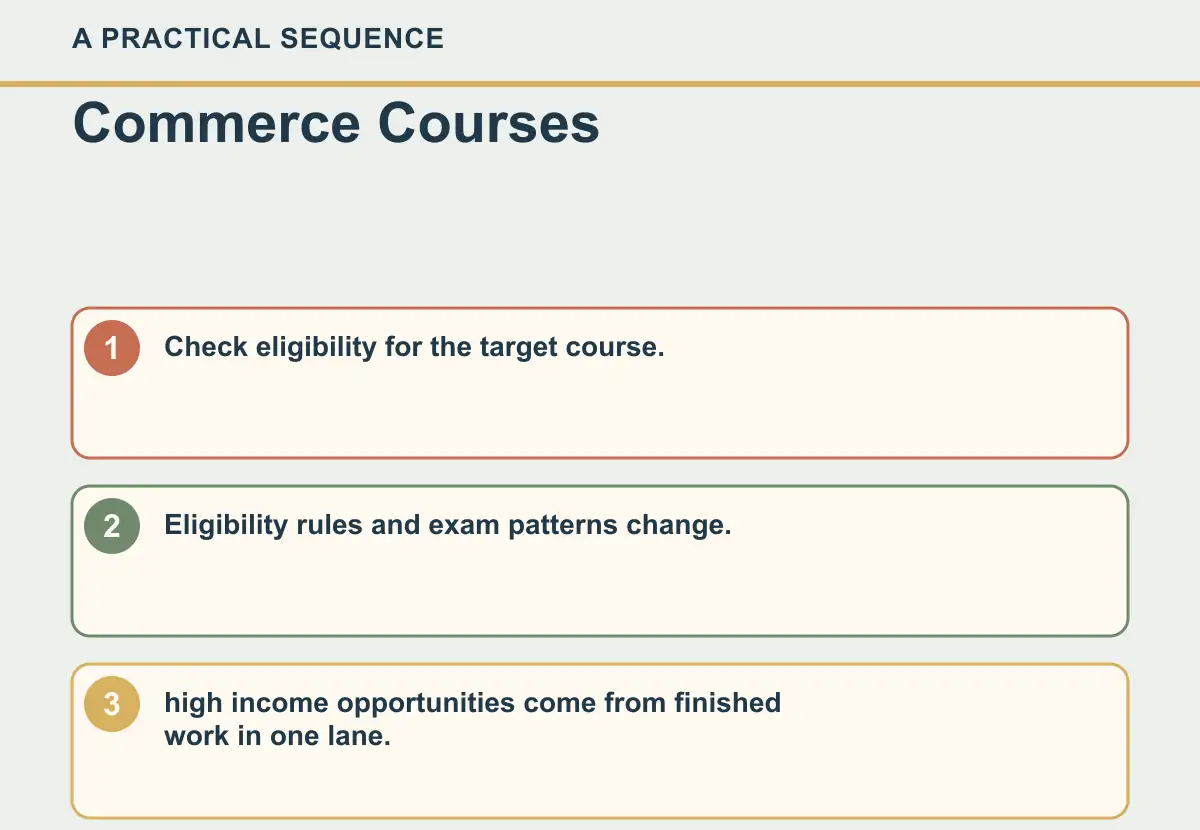 A PRACTICAL SEQUENCE
Commerce Courses
1
Check eligibility for the target course.
2
Eligibility rules and exam patterns change.
3
high income opportunities come from finished
work in one lane.